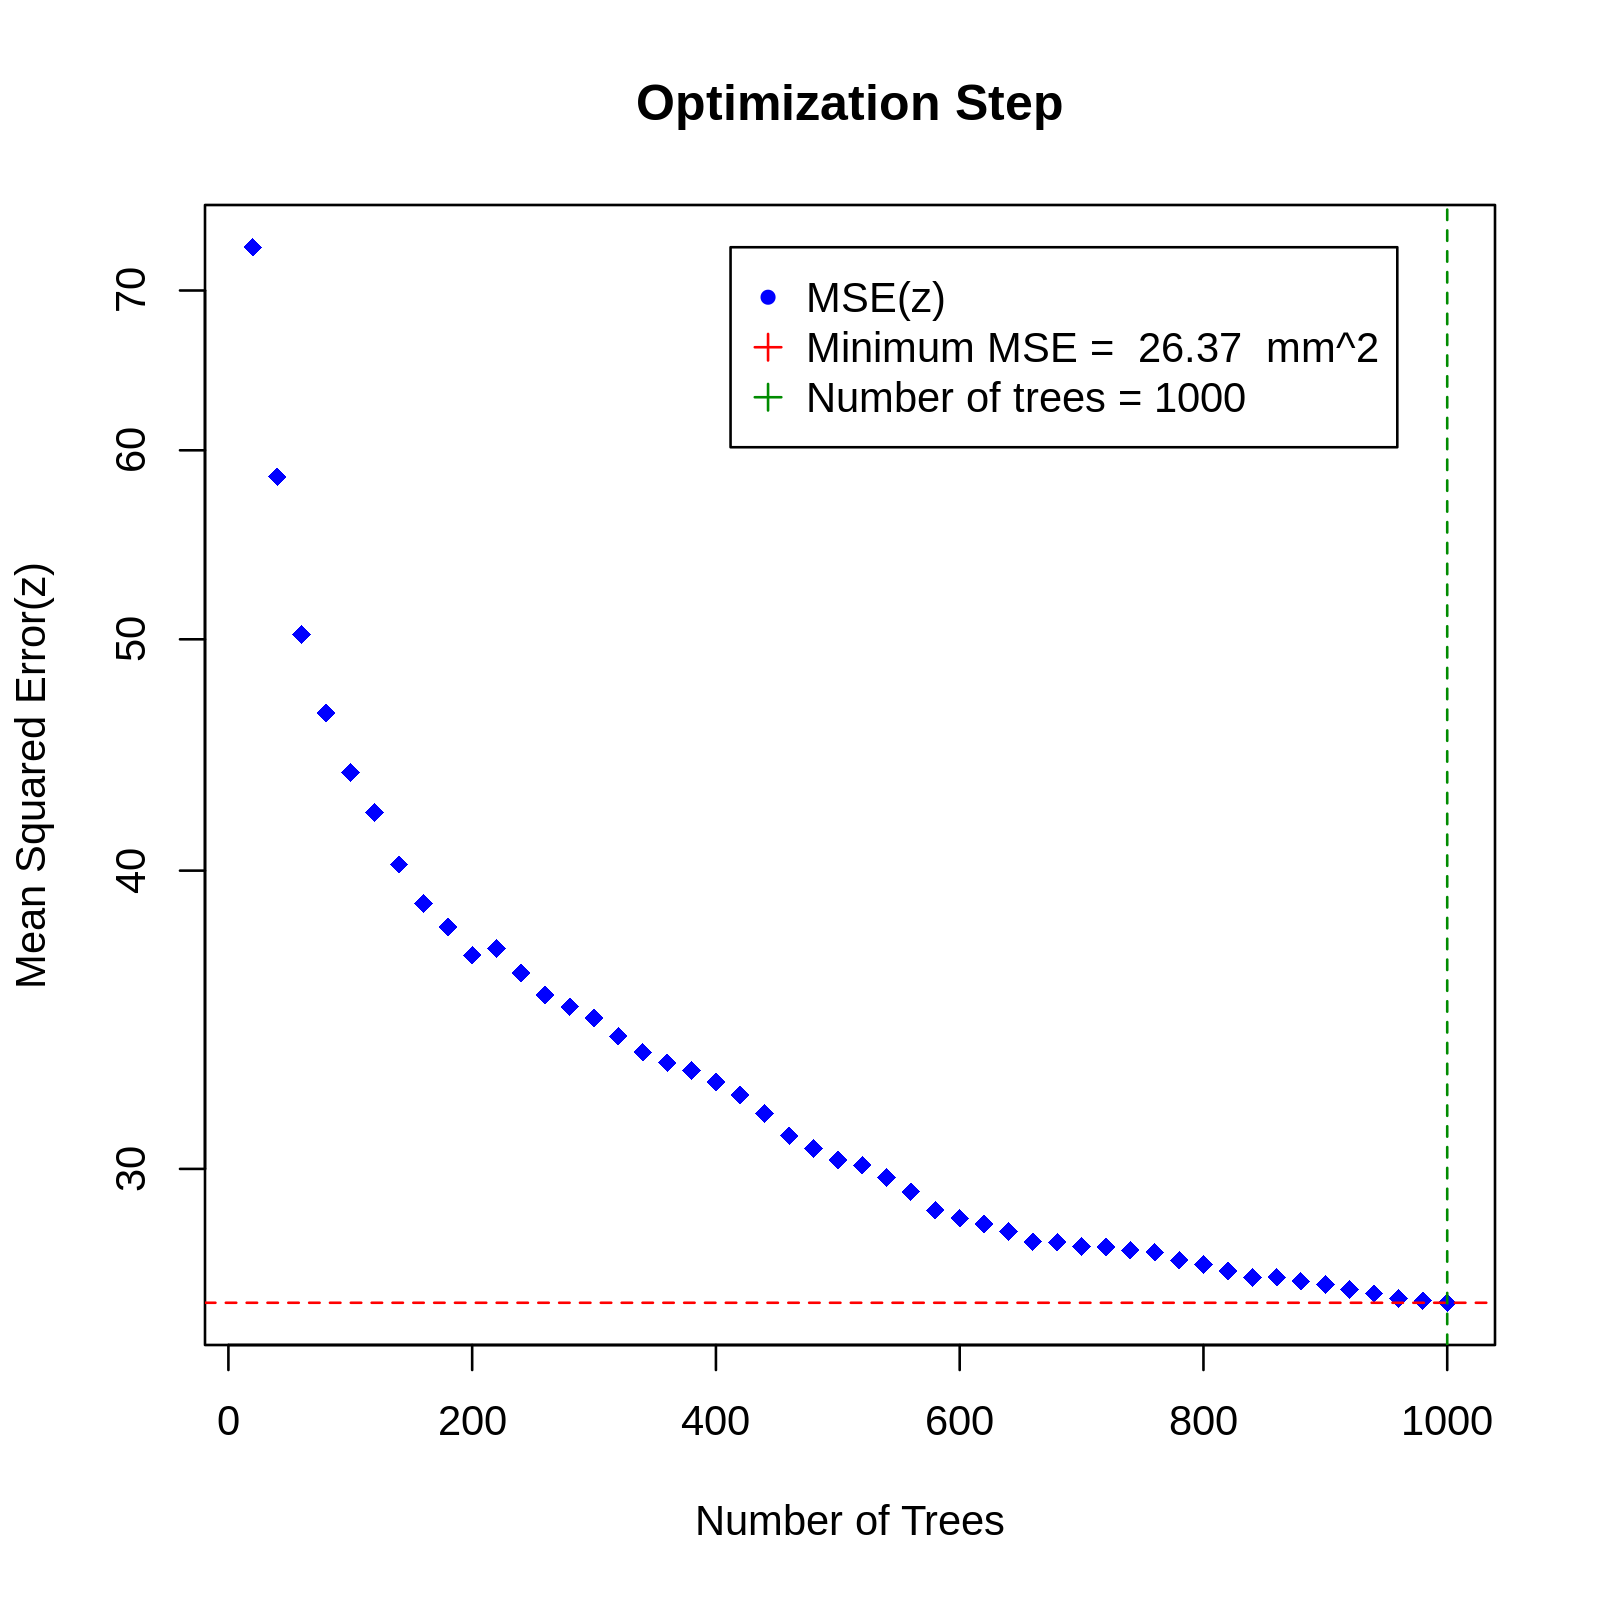 Optimization Step
MSE(z)
Minimum MSE = 26.37 mm^2
Number of trees = 1000
Mean Squared Error(z)
70
60
50
40
30
0 200 400 600 800 1000
Number of Trees